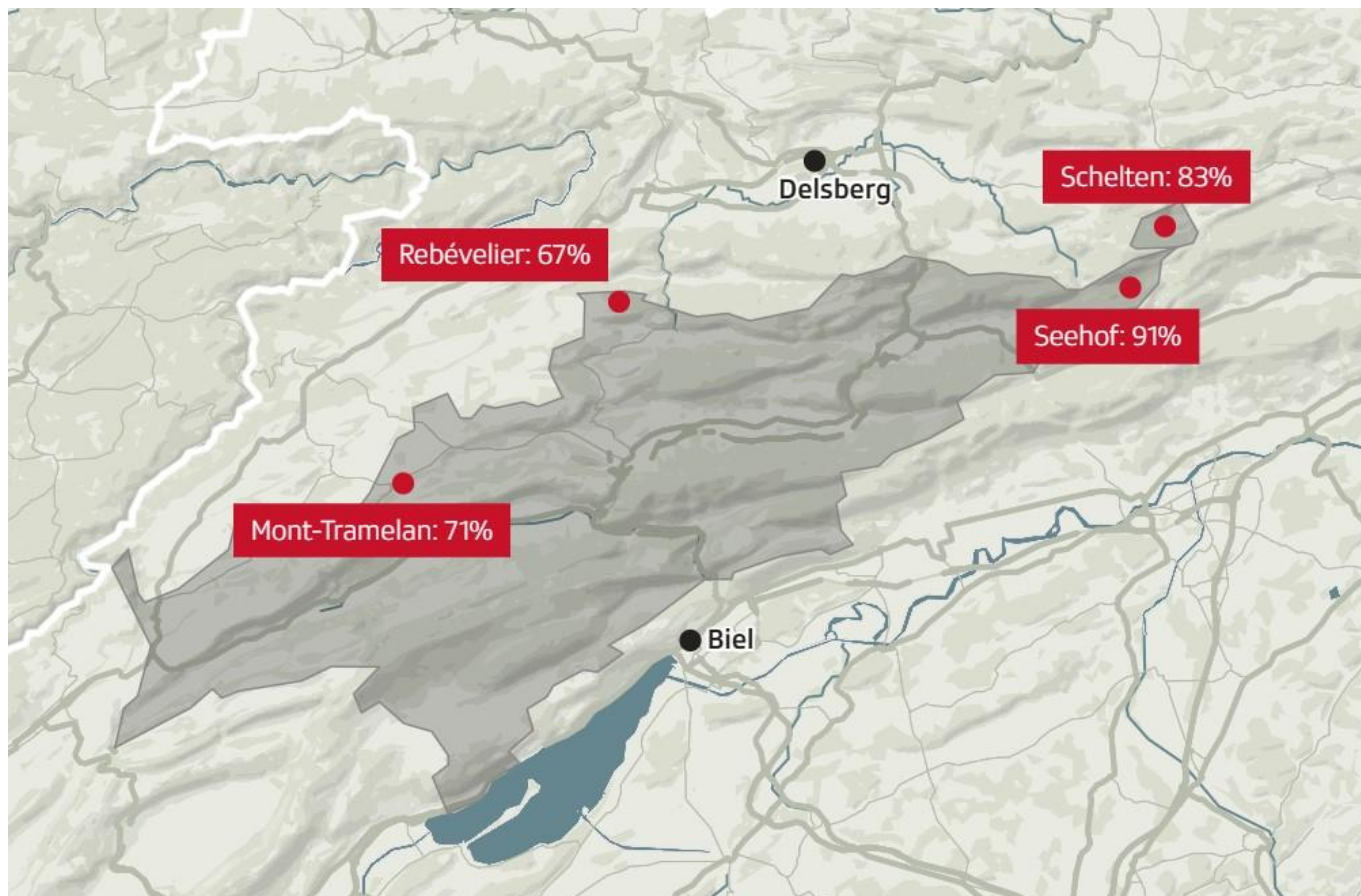 Delsberg
Schelten: 83%
Rebévelier: 67%
Seehof: 91%
Mont-Tramelan: 71%
Biel